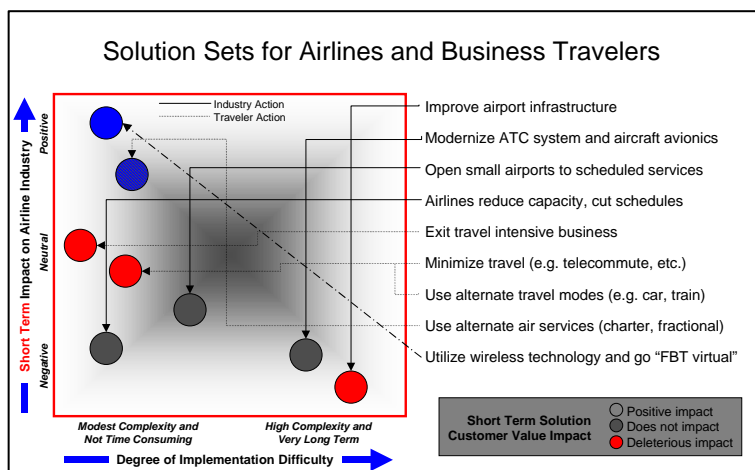 Solution Sets for Airlines and Business Travelers
Short Term Impact on Airline Industry
Positive
Neutral
Negative
Industry Action
Traveler Action
Improve airport infrastructure
Modernize ATC system and aircraft avionics
Open small airports to scheduled services
Airlines reduce capacity, cut schedules
Exit travel intensive business
Minimize travel (e.g. telecommute, etc.)
Use alternate travel modes (e.g. car, train)
Use alternate air services (charter, fractional)
Utilize wireless technology and go “FBT virtual”
Modest Complexity and
Not Time Consuming
High Complexity and
Very Long Term
Degree of Implementation Difficulty
Short Term Solution
Customer Value Impact
Positive impact
Does not impact
Deleterious impact